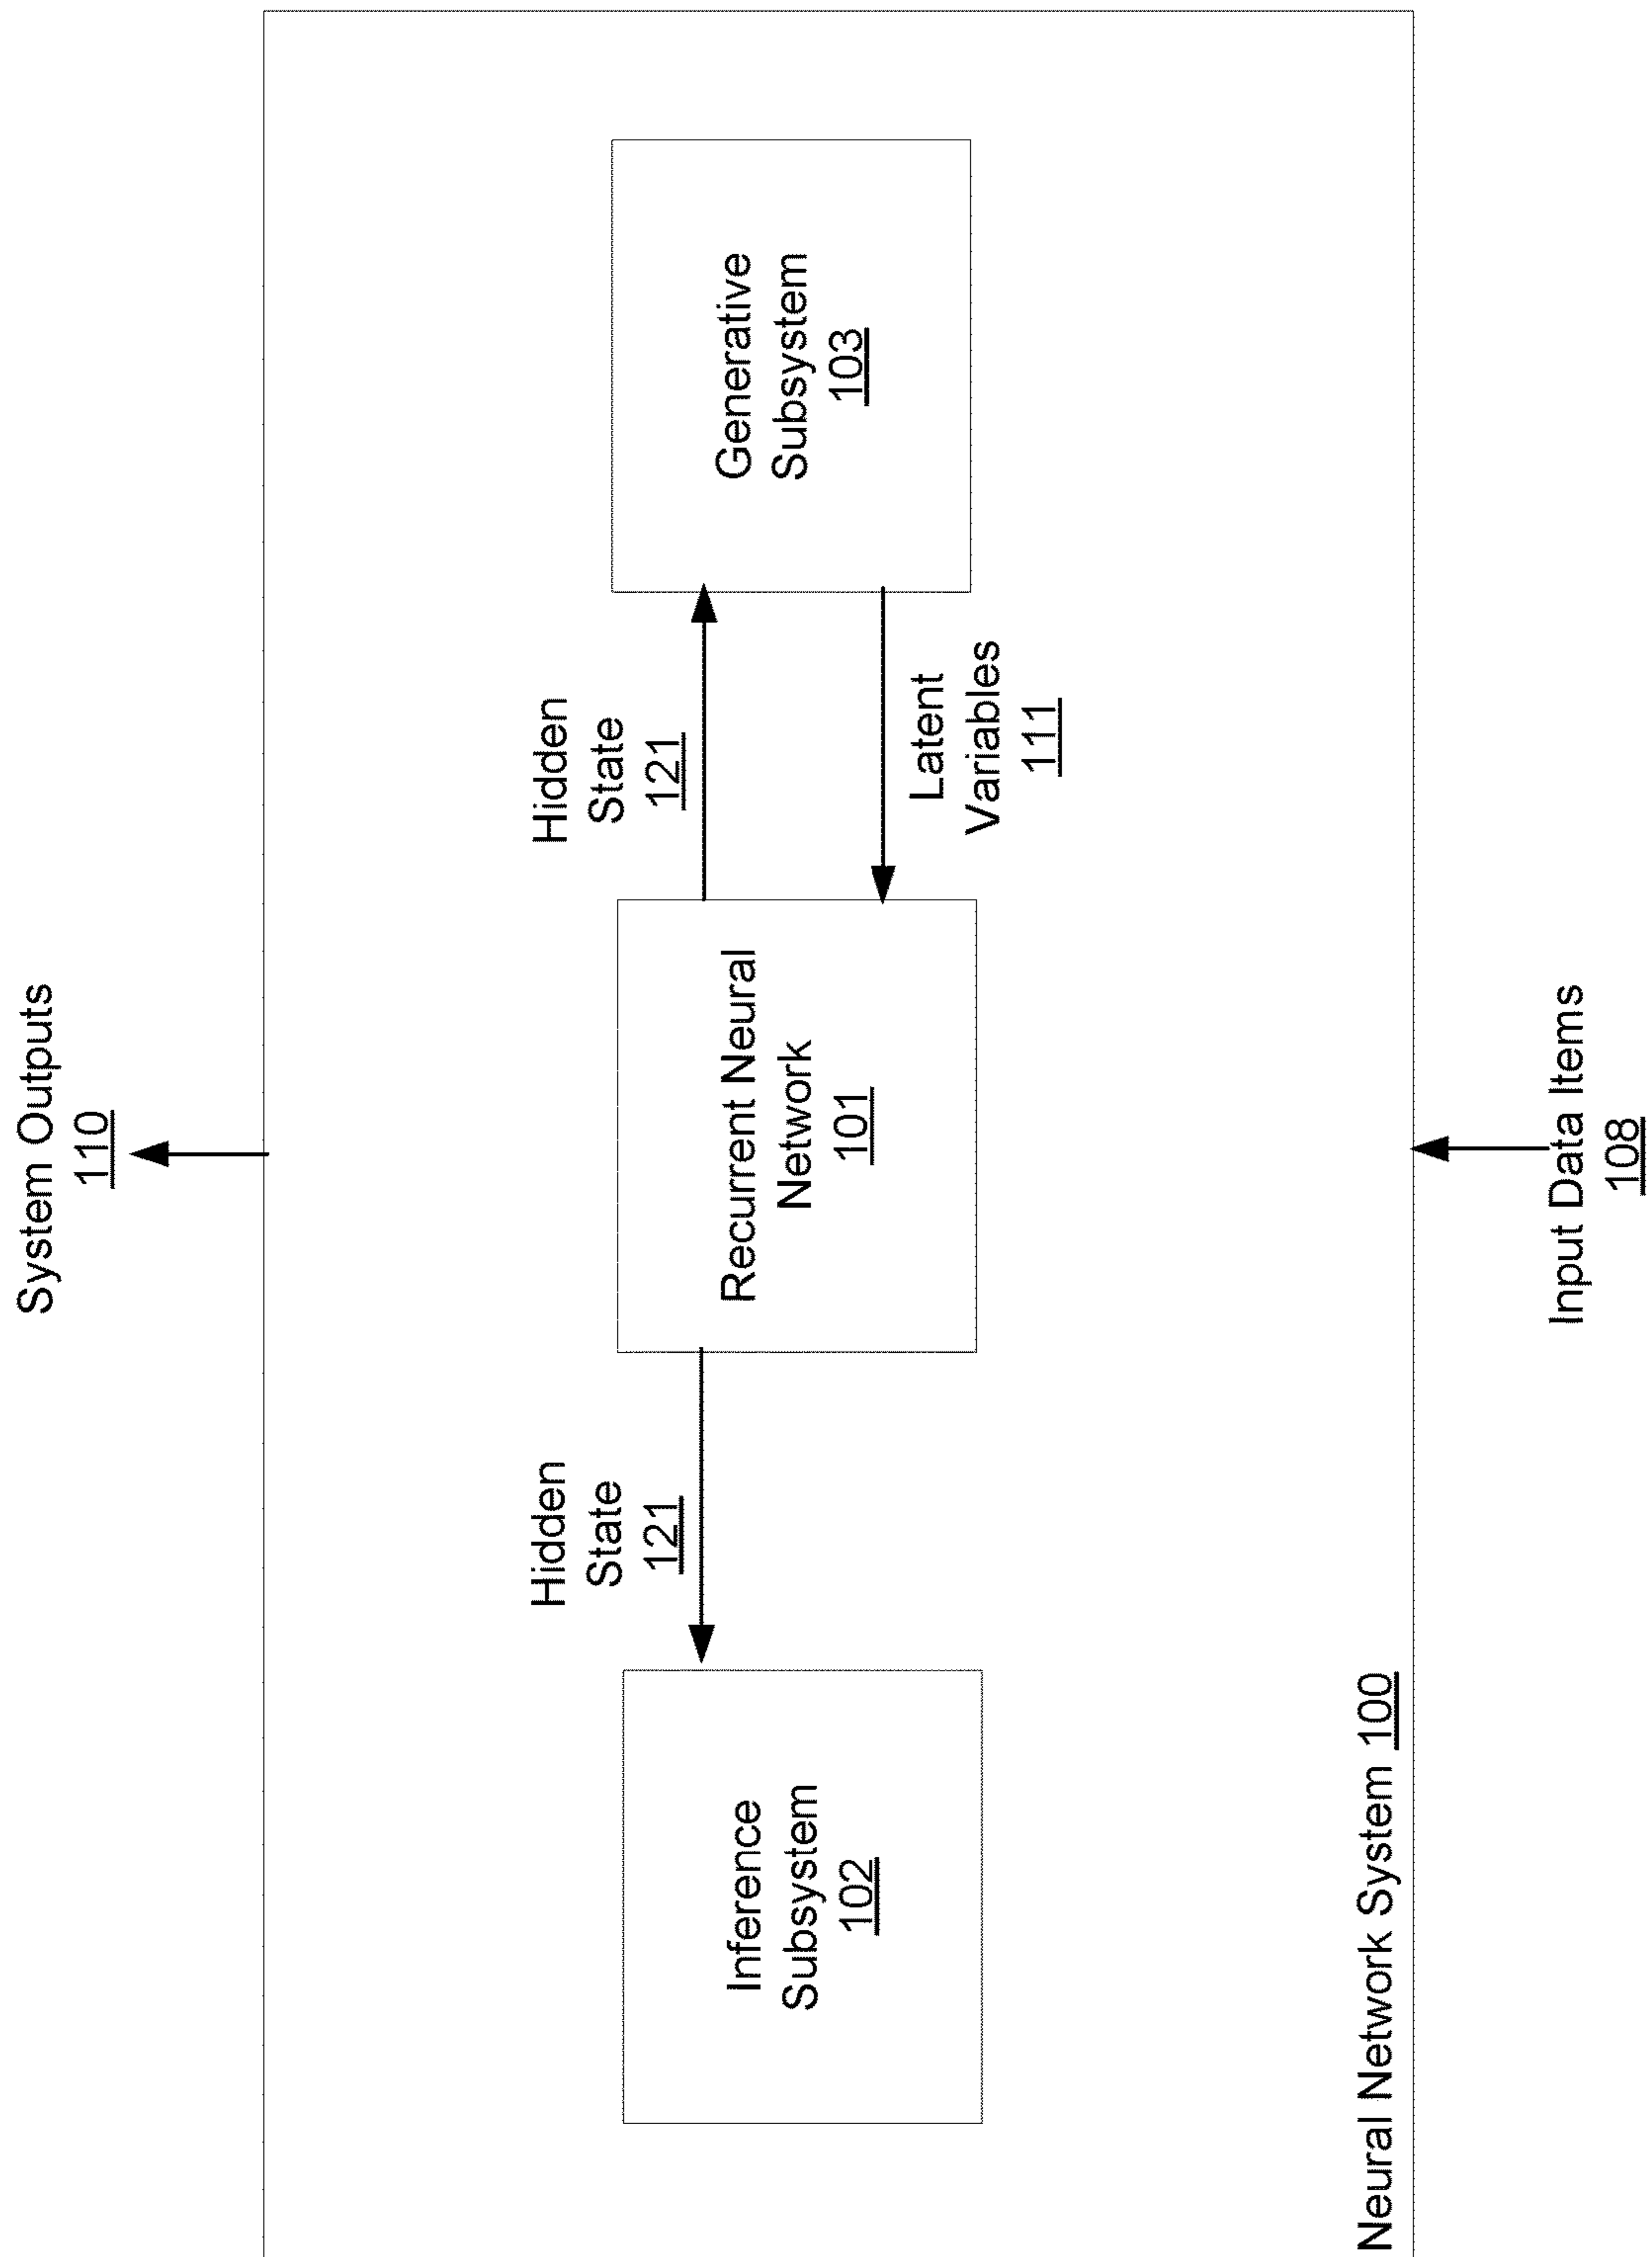 System Outputs
110
Hidden
State
121
Hidden
State
121
Inference
Subsystem
102
Recurrent Neural
Network
101
Generative
Subsystem
103
Latent
Variables
111
Neural Network System 100
Input Data Items
108